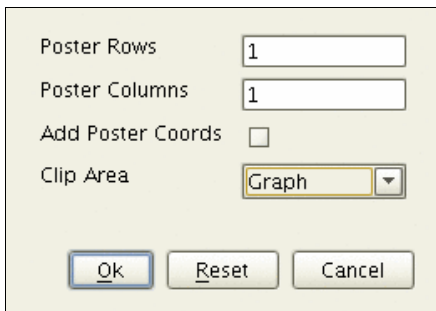 Poster Rows 1
Poster Columns 1
Add Poster Coords
Clip Area Graph
Ok Reset Cancel